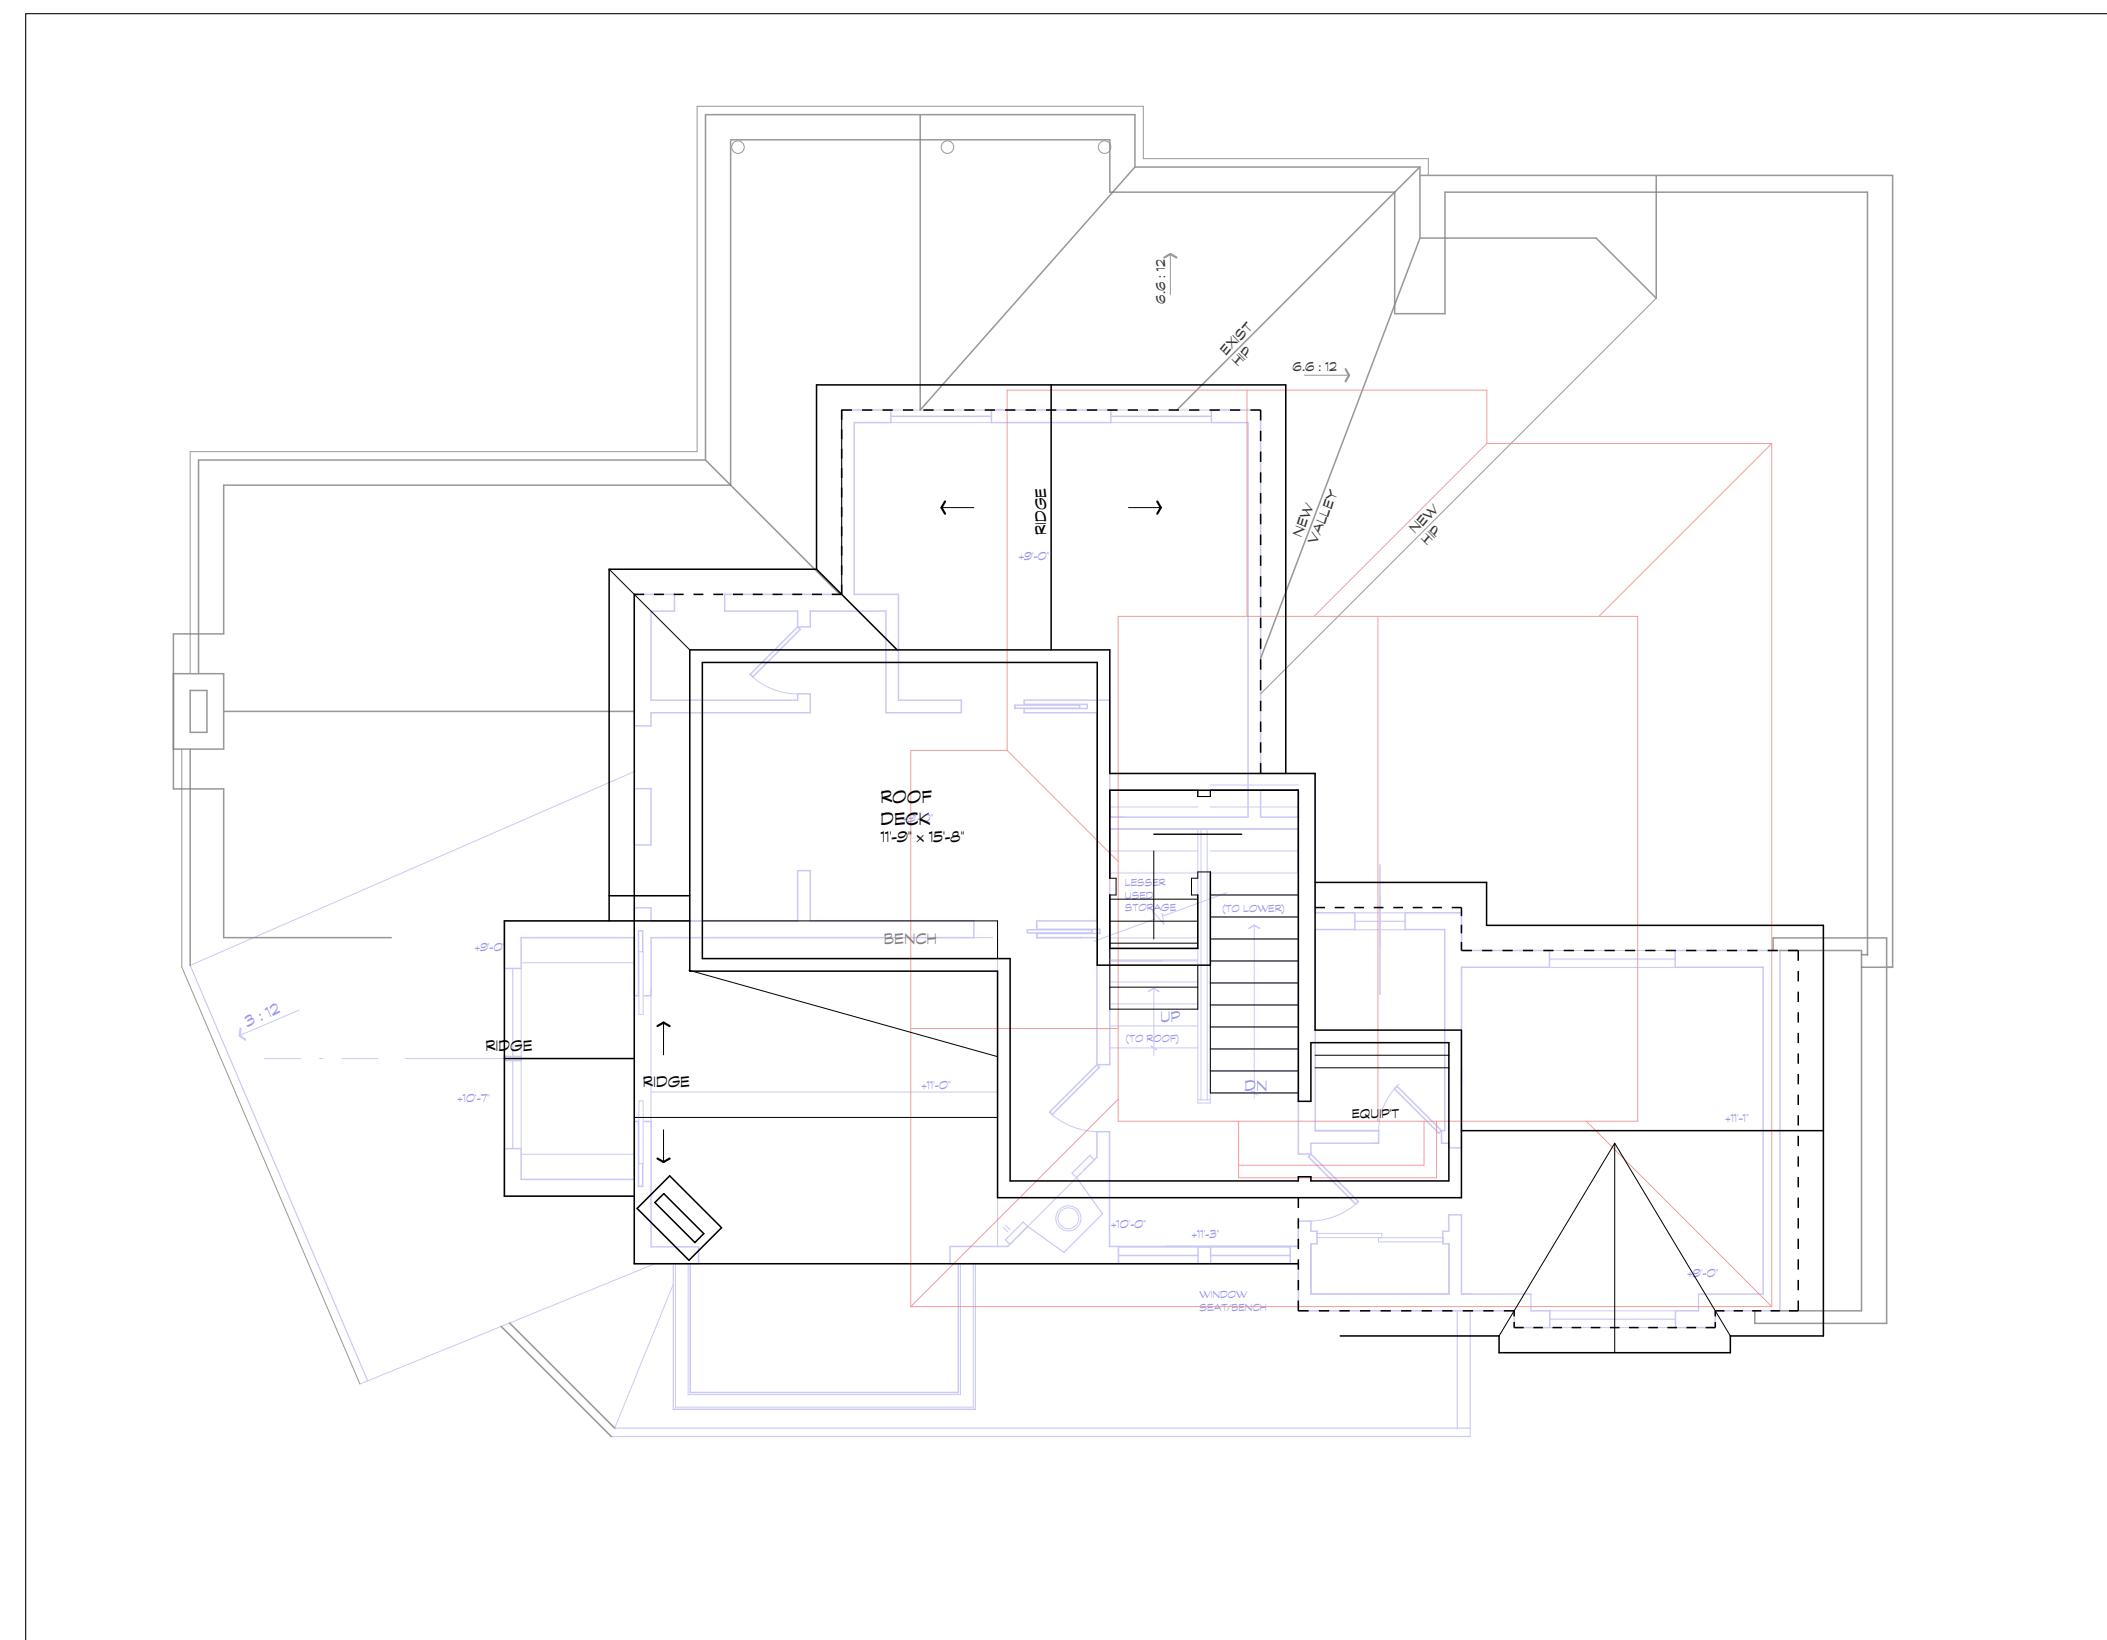 6.6 : 12
EXIST
HIP
6.6 : 12
RIDGE
NEW
VALLEY
NEW
HIP
+9'-0"
ROOF
DECK
11'-9" x 15'-8"
LESSER
USED
STORAGE
(TO LOWER)
BENCH
+9'-0
3 : 12
UP
(TO ROOF)
RIDGE
RIDGE
+11'-0"
DN
+10'-7"
EQUIP'T
+11'-1"
+10'-0"
+11'-3"
+9'-0"
WINDOW
SEAT/BENCH